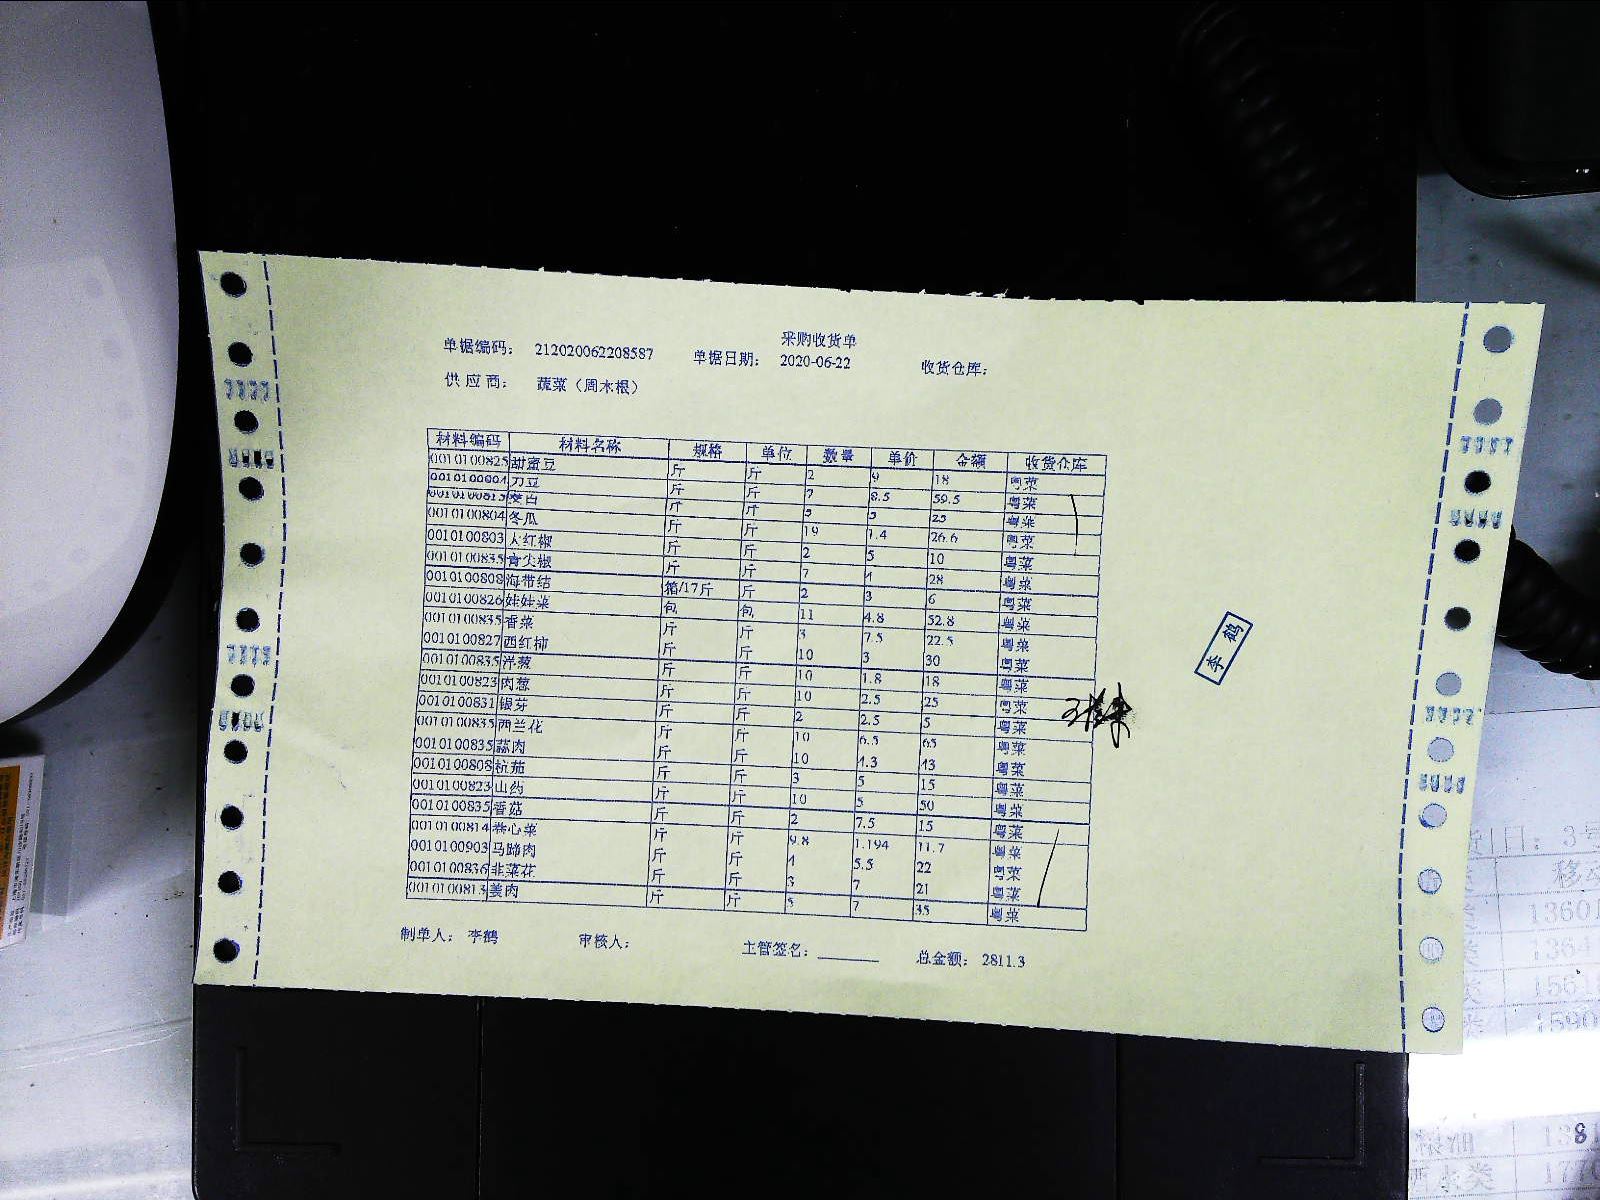 采购收货单
单据编码： 212020062208587 单据日期： 2020-06-22 收货仓库：
供 应 商： 蔬菜（周木根）
材料编码 材料名称 规格 单位 数量 单价 金额 收货仓库
0010100825 甜蜜豆 斤 斤 2 9 18 粤菜
0010100804 刀豆 斤 斤 7 8.5 59.5 粤菜
0010100813 茭白 斤 斤 5 5 25 粤菜
0010100804 冬瓜 斤 斤 19 1.4 26.6 粤菜
0010100803 大红椒 斤 斤 2 5 10 粤菜
0010100835 青尖椒 斤 斤 7 4 28 粤菜
0010100808 海带结 箱/17斤 斤 2 3 6 粤菜
0010100826 娃娃菜 包 包 11 4.8 52.8 粤菜
0010100835 香菜 斤 斤 3 7.5 22.5 粤菜
0010100827 西红柿 斤 斤 10 3 30 粤菜
0010100835 洋葱 斤 斤 10 1.8 18 粤菜
0010100823 肉葱 斤 斤 10 2.5 25 粤菜
0010100831 银芽 斤 斤 2 2.5 5 粤菜
0010100835 西兰花 斤 斤 10 6.5 65 粤菜
0010100835 蒜肉 斤 斤 10 4.3 43 粤菜
0010100808 杭茄 斤 斤 3 5 15 粤菜
0010100823 山药 斤 斤 10 5 50 粤菜
0010100835 香菇 斤 斤 2 7.5 15 粤菜
0010100814 卷心菜 斤 斤 9.8 1.194 11.7 粤菜
0010100903 马蹄肉 斤 斤 4 5.5 22 粤菜
0010100836 韭菜花 斤 斤 3 7 21 粤菜
0010100813 姜肉 斤 斤 5 7 35 粤菜
制单人： 李鹤 审核人： 主管签名： 总金额： 2811.3
李鹤
3号
移动